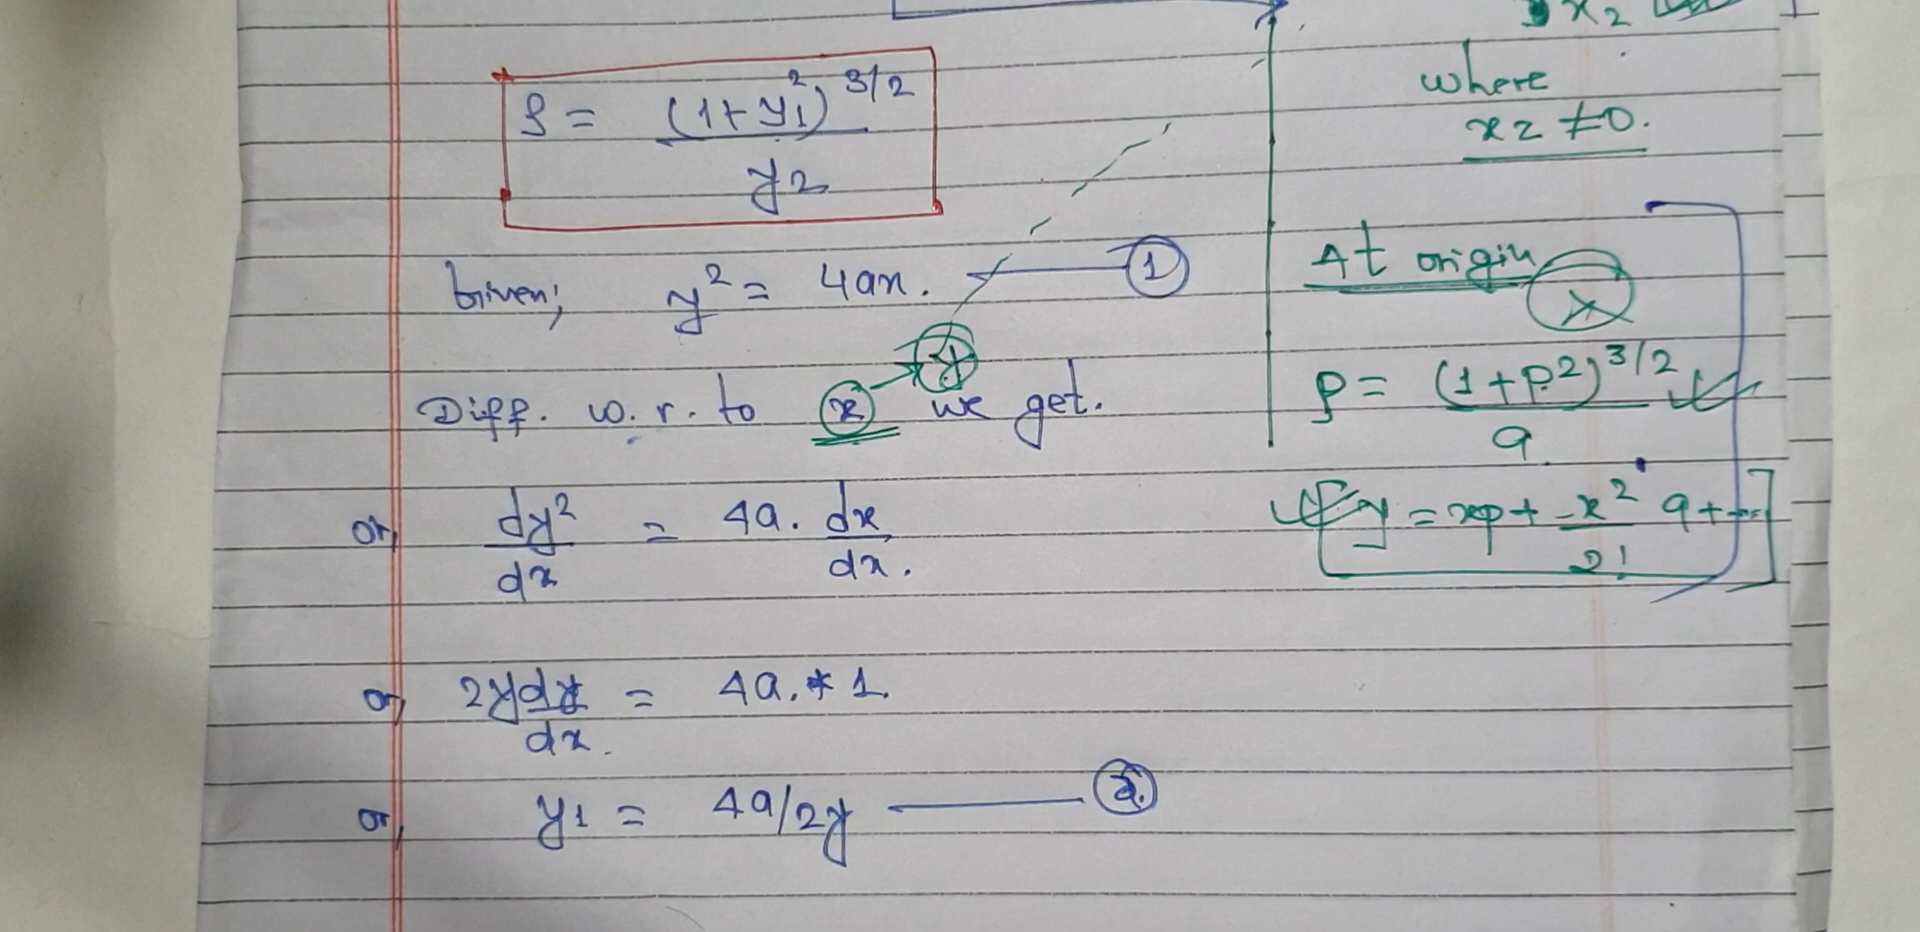 ρ = (1+y₁²)^3/2 / y₂
Given; y² = 4ax. — ①
Diff. w.r. to x → y we get.
or, dy²/dx = 4a. dx/dx.
or, 2y dy/dx. = 4a. * 1.
or, y₁ = 4a/2y — ②.
x₂
where
x₂ ≠ 0.
At origin
ρ = (1+p²)^3/2 / q
y = xp + x²/2! q + ---